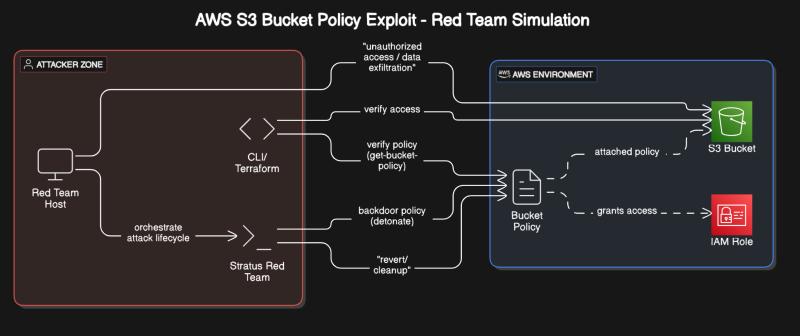 AWS S3 Bucket Policy Exploit - Red Team Simulation
ATTACKER ZONE
"unauthorized
access / data
exfiltration"
aws
AWS ENVIRONMENT
verify access
CLI/
Terraform
verify policy
(get-bucket-
policy)
attached policy
S3 Bucket
Red Team
Host
orchestrate
attack lifecycle
Stratus Red
Team
backdoor policy
(detonate)
Bucket
Policy
grants access
IAM Role
"revert/
cleanup"